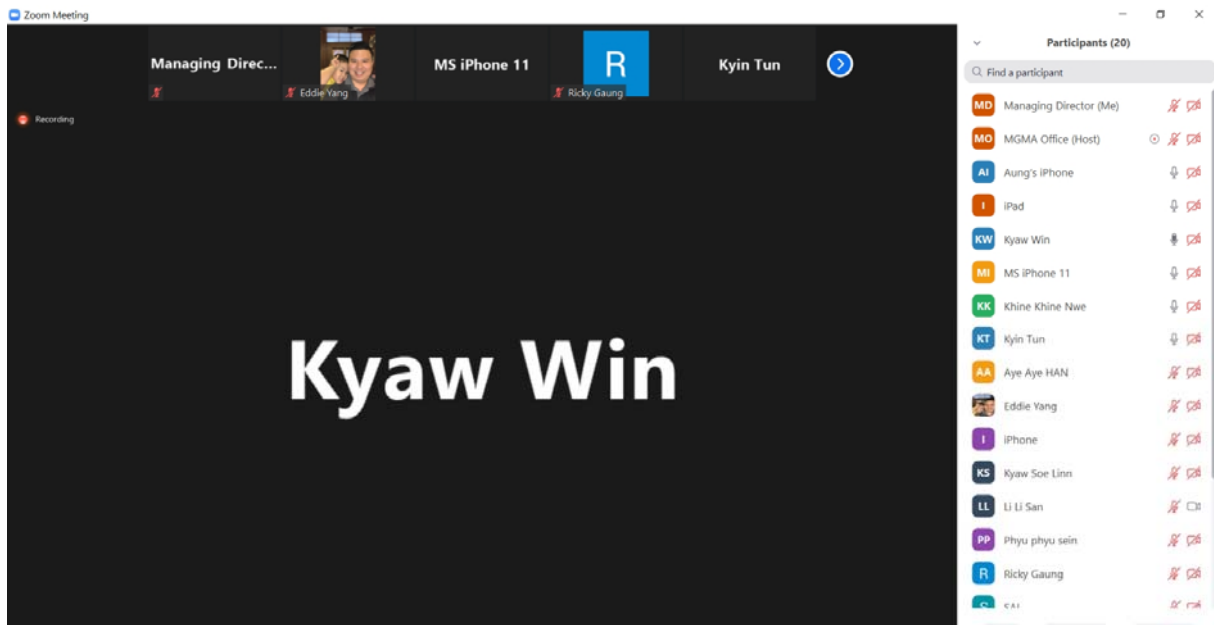 Zoom Meeting
Managing Direc...
Eddie Yang
MS iPhone 11
R
Ricky Gaung
Kyin Tun
Recording
Kyaw Win
Participants (20)
Find a participant
MD Managing Director (Me)
MO MGMA Office (Host)
AI Aung's iPhone
I iPad
KW Kyaw Win
MI MS iPhone 11
KK Khine Khine Nwe
KT Kyin Tun
AA Aye Aye HAN
Eddie Yang
I iPhone
KS Kyaw Soe Linn
LL Li Li San
PP Phyu phyu sein
R Ricky Gaung